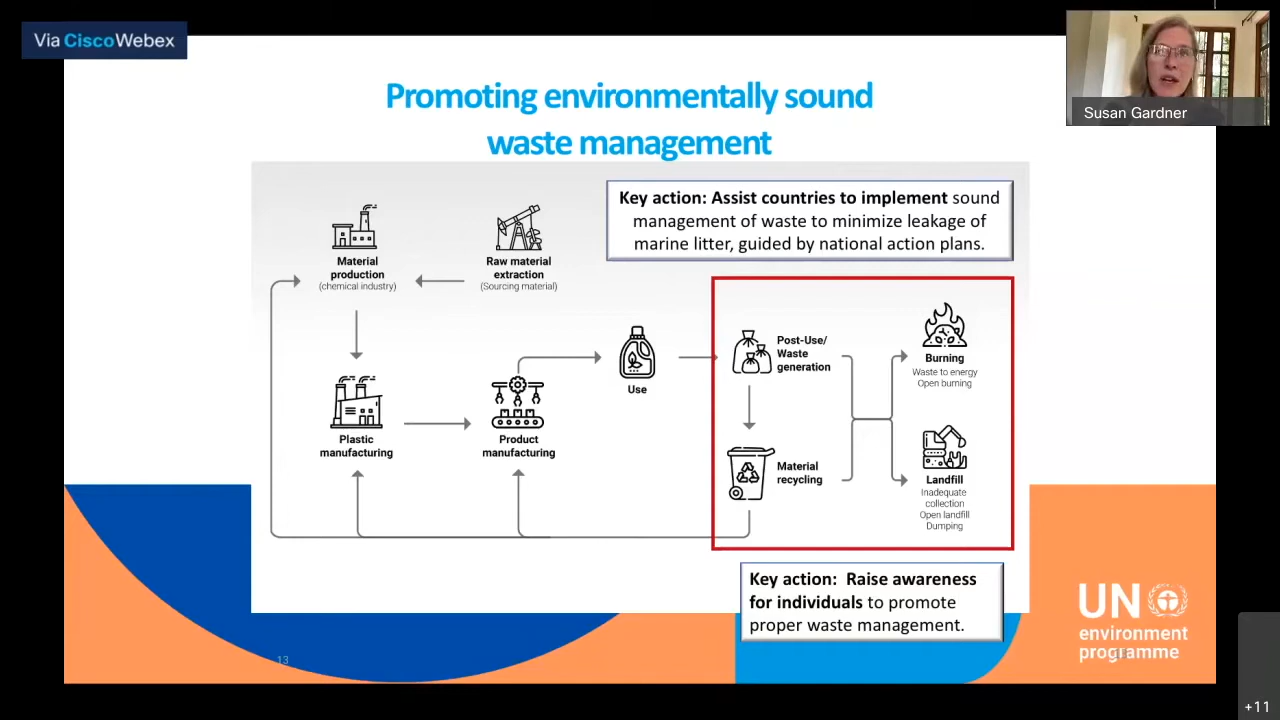 Via CiscoWebex
Susan Gardner
Promoting environmentally sound
waste management
Key action: Assist countries to implement sound
management of waste to minimize leakage of
marine litter, guided by national action plans.
Material
production
(chemical industry)
Raw material
extraction
(Sourcing material)
Use
Post-Use/
Waste
generation
Burning
Waste to energy
Open burning
Plastic
manufacturing
Product
manufacturing
Material
recycling
Landfill
Inadequate
collection
Open landfill
Dumping
Key action: Raise awareness
for individuals to promote
proper waste management.
UN
environment
programme
13
+11